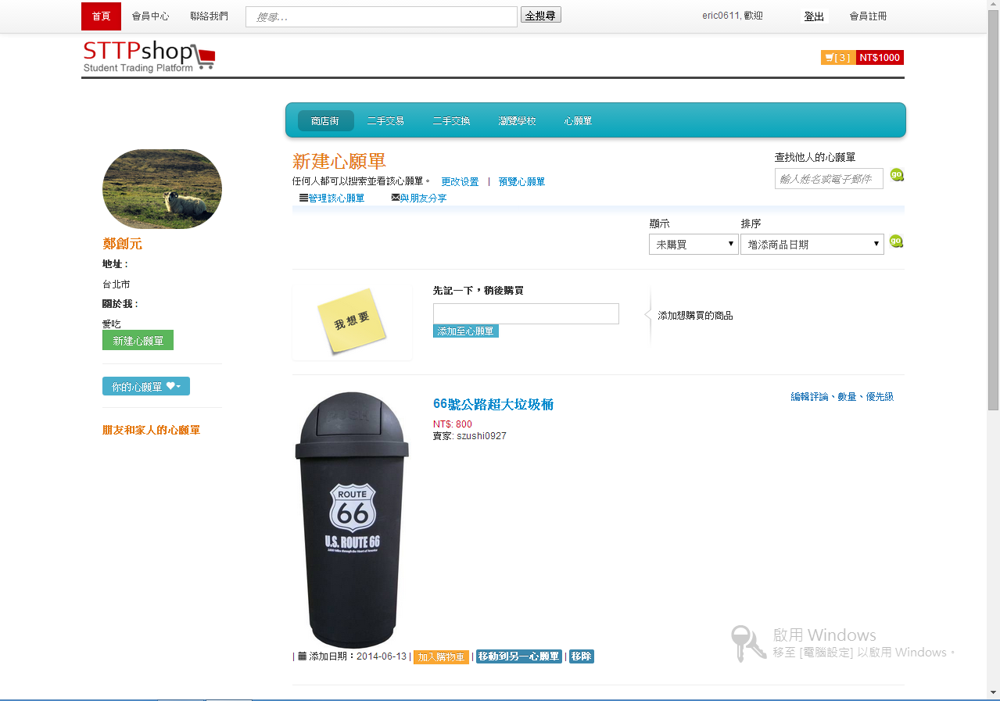 首頁 會員中心 聯絡我們 搜尋... 全搜尋 eric0611, 歡迎 登出 會員註冊
STTPshop
Student Trading Platform
[ 3 ] NT$1000
商店街 二手交易 二手交換 瀏覽學校 心願單
新建心願單
任何人都可以搜索並看該心願單。 更改设置 | 預覽心願單
管理該心願單 與朋友分享
查找他人的心願單
輸入姓名或電子郵件 go
顯示 排序
未購買 增添商品日期 go
鄭創元
地址 :
台北市
關於我 :
愛吃
新建心願單
你的心願單
朋友和家人的心願單
我想要
先記一下，稍後購買
添加至心願單
添加想購買的商品
PUSH
ROUTE
66
U.S. ROUTE 66
66號公路超大垃圾桶
NT$: 800
賣家: szushi0927
編輯評論、數量、優先級
| 添加日期：2014-06-13 | 加入購物車 | 移動到另一心願單 | 移除
啟用 Windows
移至 [電腦設定] 以啟用 Windows。